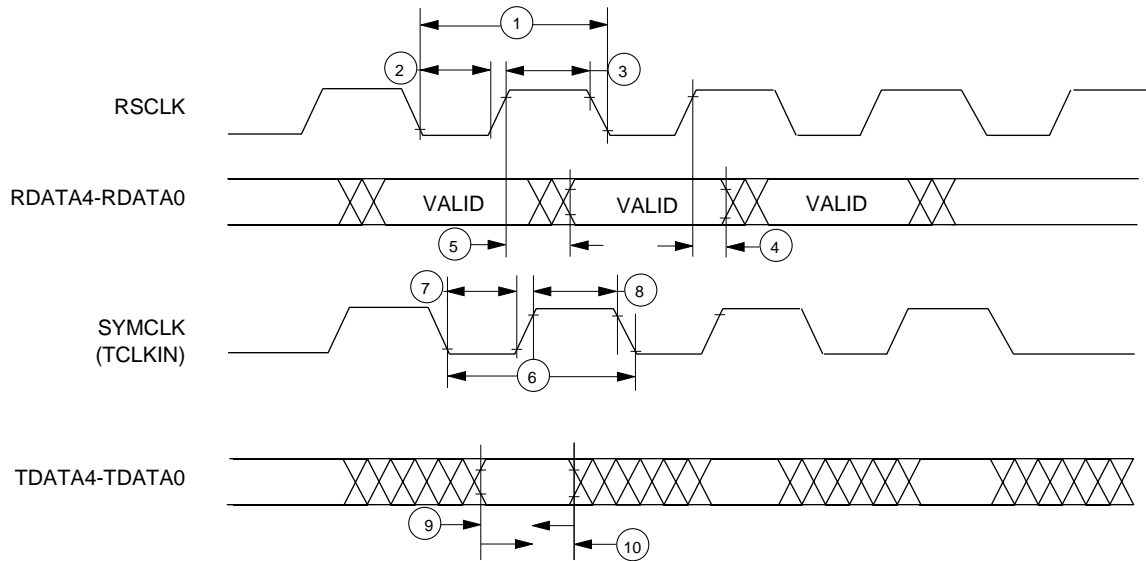 1
2
3
RSCLK
RDATA4-RDATA0
VALID
VALID
VALID
5
4
7
8
SYMCLK
(TCLKIN)
6
TDATA4-TDATA0
9
10